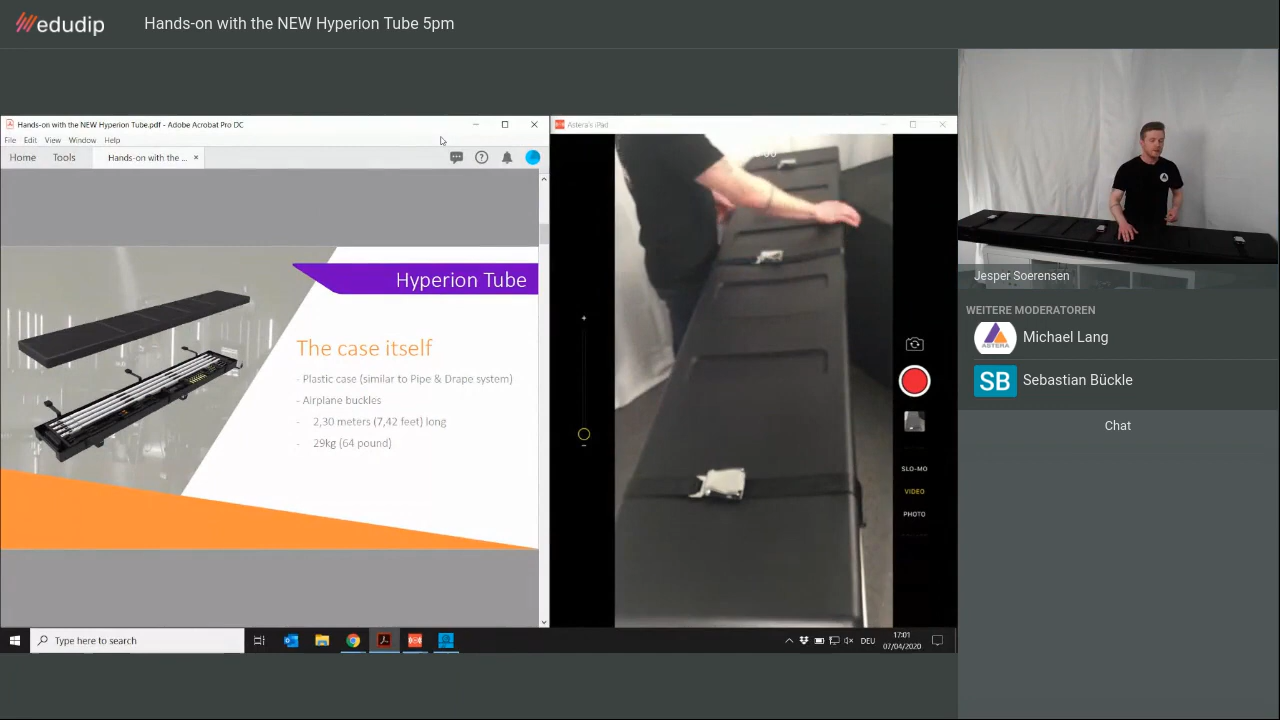 edudip
Hands-on with the NEW Hyperion Tube 5pm
Hands-on with the NEW Hyperion Tube.pdf - Adobe Acrobat Pro DC
File Edit View Window Help
Home Tools Hands-on with the ... ×
Hyperion Tube
The case itself
- Plastic case (similar to Pipe & Drape system)
- Airplane buckles
- 2,30 meters (7,42 feet) long
- 29kg (64 pound)
Astera's iPad
SLO-MO
VIDEO
PHOTO
Type here to search
DEU
17:01
07/04/2020
Jesper Soerensen
WEITERE MODERATOREN
ASTERA
Michael Lang
SB
Sebastian Bückle
Chat